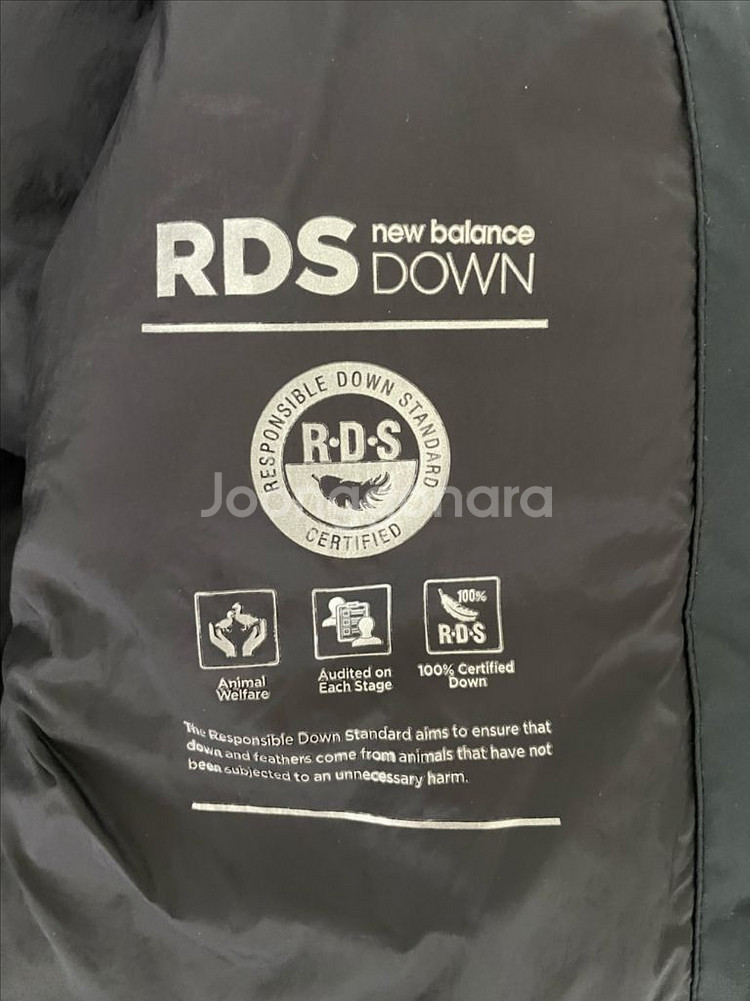 RDS
new balance
DOWN
RESPONSIBLE DOWN STANDARD
R·D·S
CERTIFIED
Joonggonara
100%
R·D·S
Animal
Welfare
Audited on
Each Stage
100% Certified
Down
The Responsible Down Standard aims to ensure that
down and feathers come from animals that have not
been subjected to an unnecessary harm.